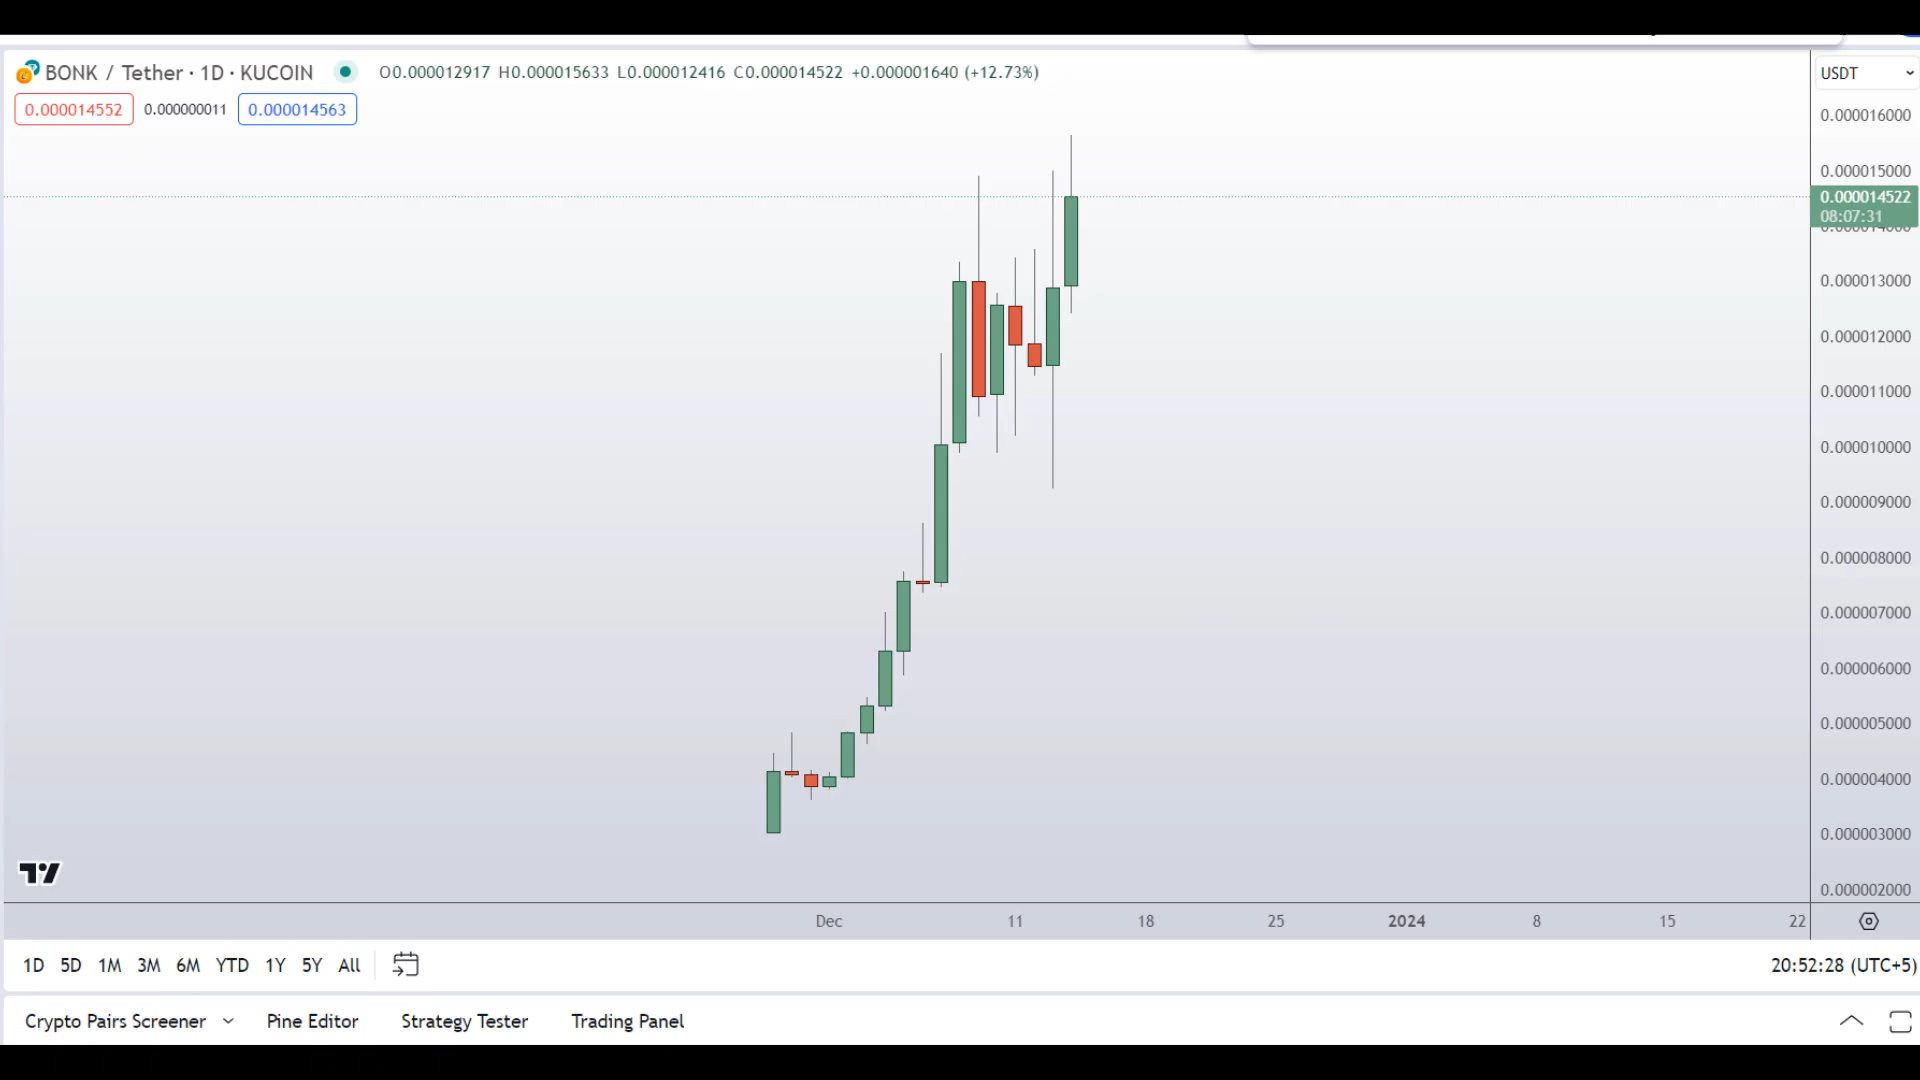 BONK / Tether · 1D · KUCOIN O0.000012917 H0.000015633 L0.000012416 C0.000014522 +0.000001640 (+12.73%)
0.000014552 0.000000011 0.000014563
USDT
0.000016000
0.000015000
0.000014522
08:07:31
0.000014000
0.000013000
0.000012000
0.000011000
0.000010000
0.000009000
0.000008000
0.000007000
0.000006000
0.000005000
0.000004000
0.000003000
0.000002000
Dec 11 18 25 2024 8 15 22
1D 5D 1M 3M 6M YTD 1Y 5Y All 20:52:28 (UTC+5)
Crypto Pairs Screener Pine Editor Strategy Tester Trading Panel